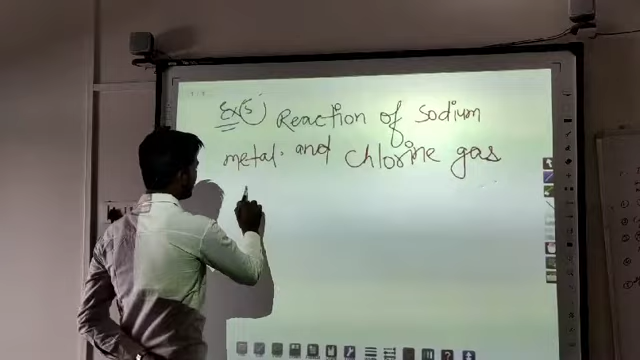 Ex(5) Reaction of Sodium
metal. and Chlorine gas